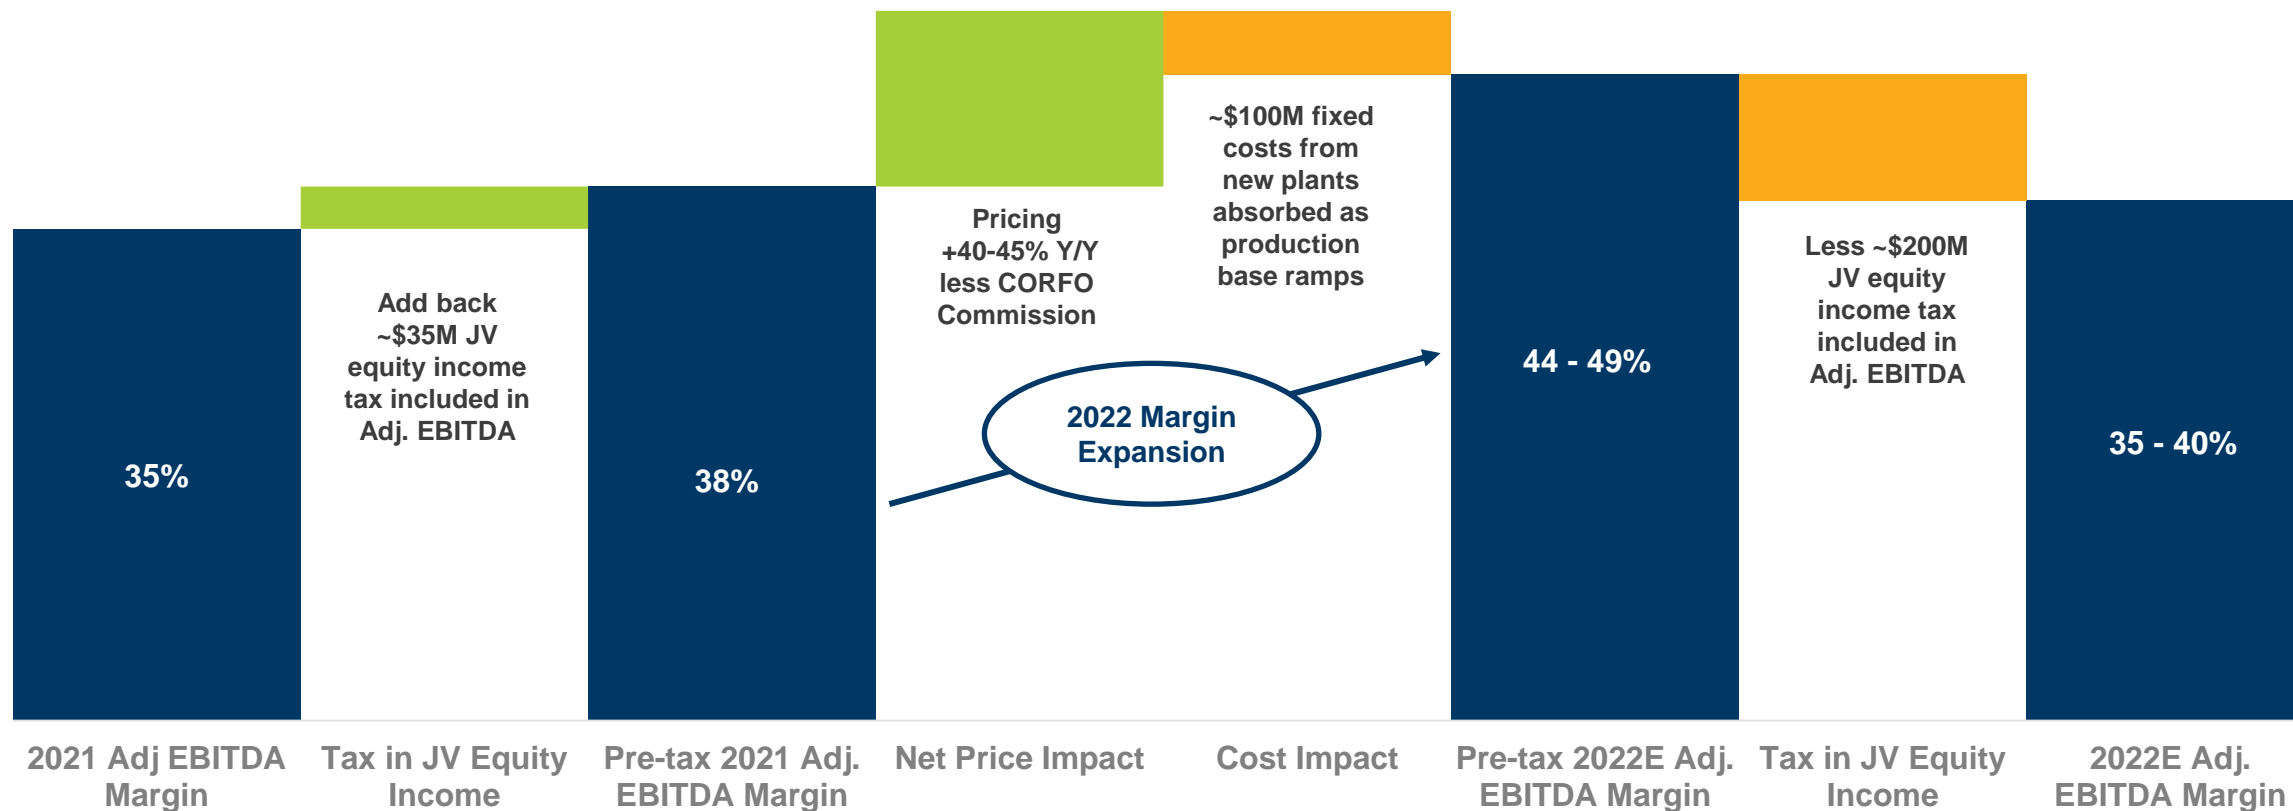 35%
Add back
~$35M JV
equity income
tax included in
Adj. EBITDA
38%
Pricing
+40-45% Y/Y
less CORFO
Commission
2022 Margin
Expansion
~$100M fixed
costs from
new plants
absorbed as
production
base ramps
44 - 49%
Less ~$200M
JV equity
income tax
included in
Adj. EBITDA
35 - 40%
2021 Adj EBITDA
Margin
Tax in JV Equity
Income
Pre-tax 2021 Adj.
EBITDA Margin
Net Price Impact
Cost Impact
Pre-tax 2022E Adj.
EBITDA Margin
Tax in JV Equity
Income
2022E Adj.
EBITDA Margin